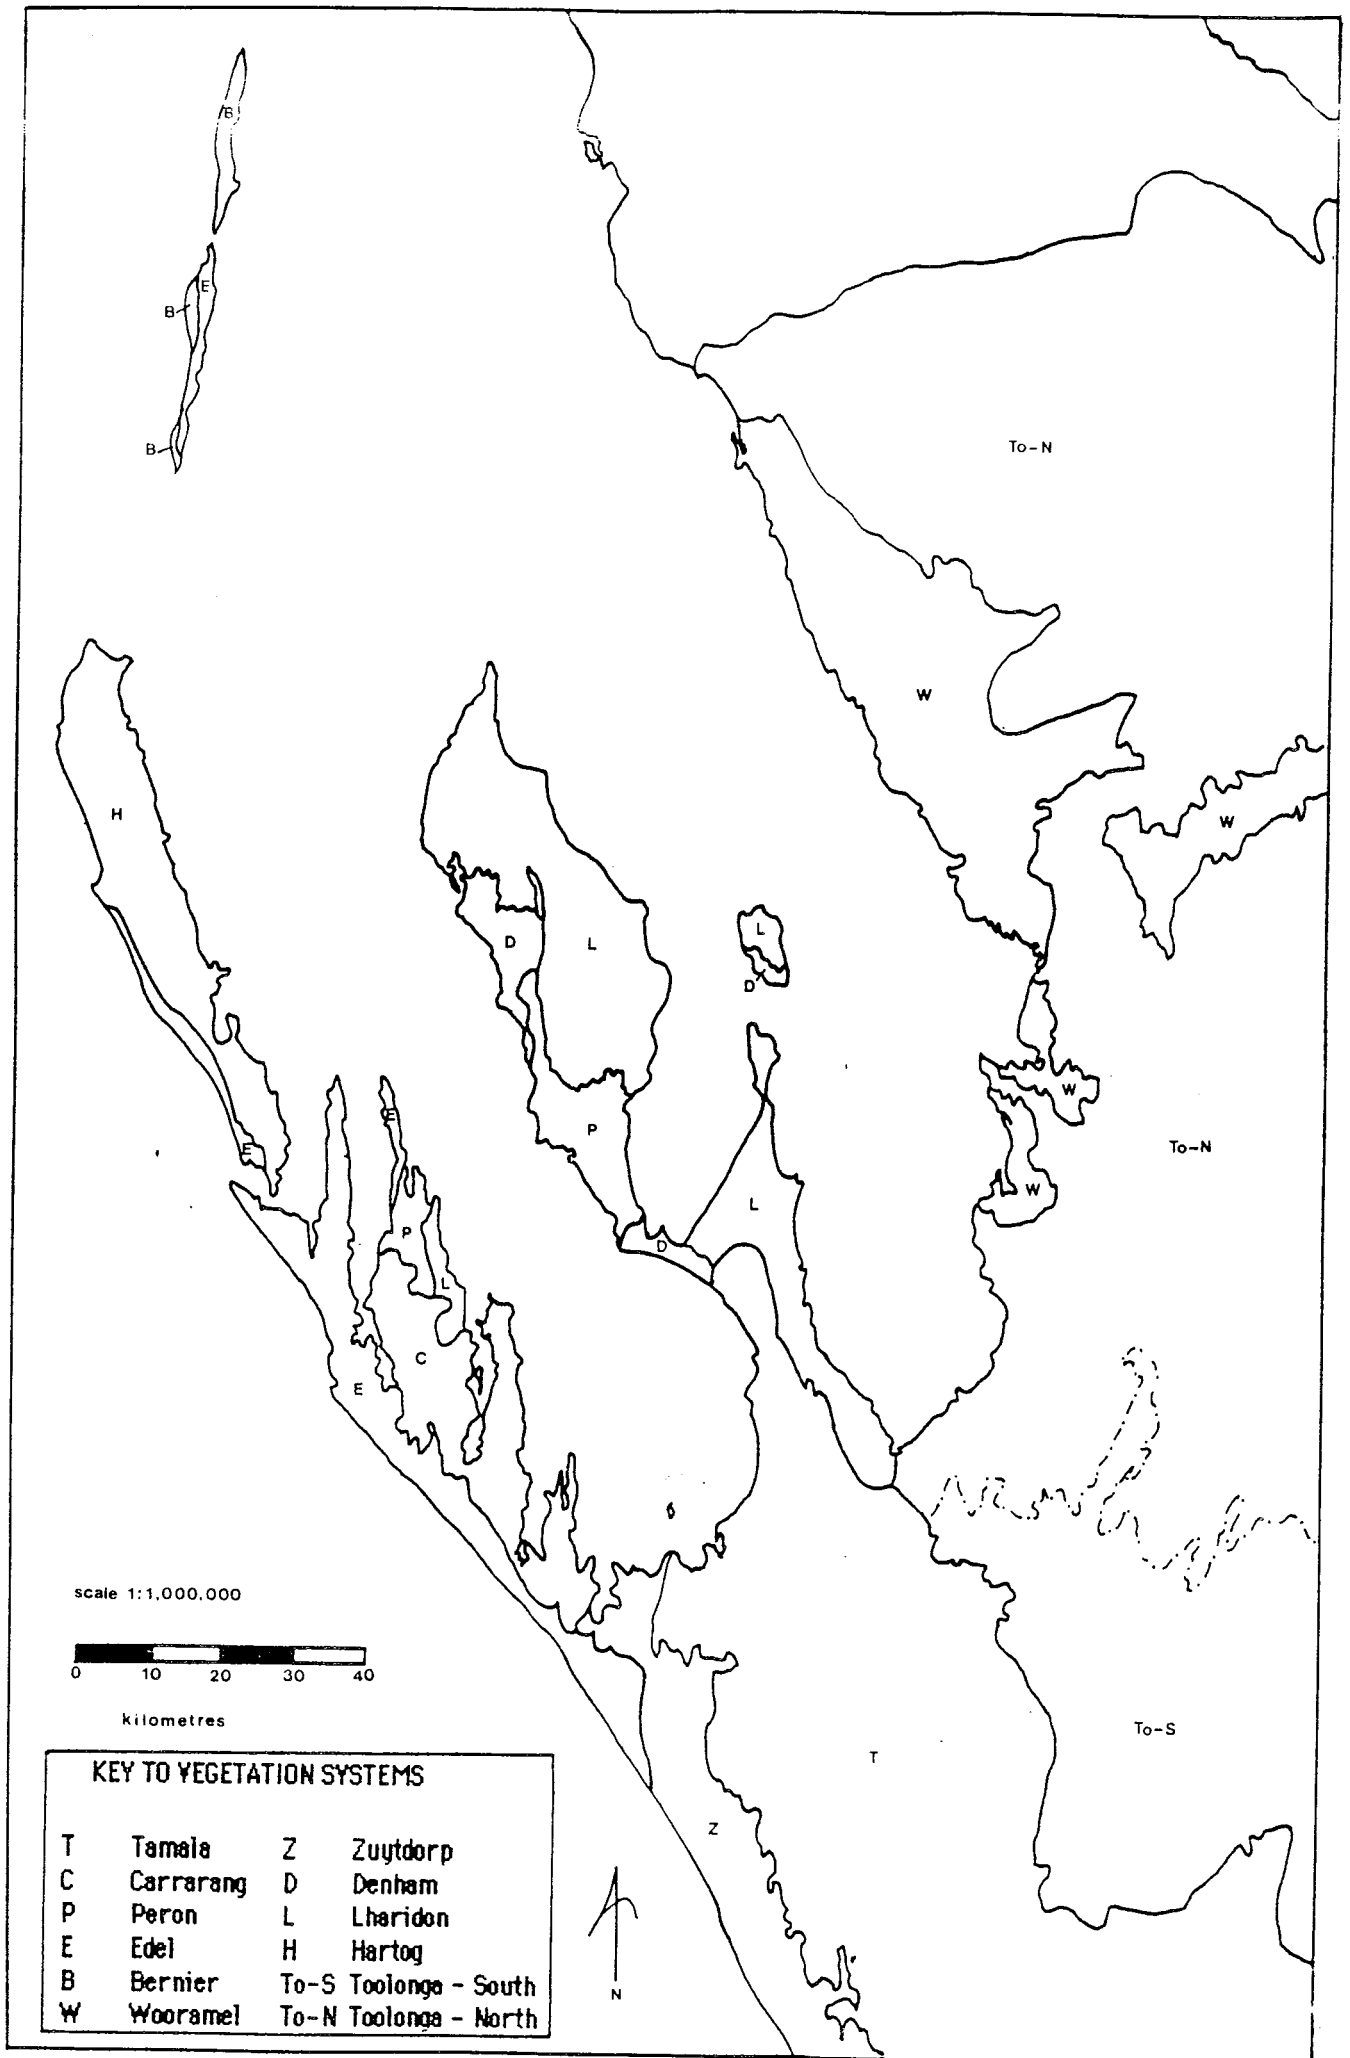 B
E
B
To-N
B
W
H
W
L
D
L
D
W
E
P
To-N
E
W
L
P
D
L
C
E
scale 1:1,000,000
0 10 20 30 40
kilometres
To-S
T
Z
KEY TO VEGETATION SYSTEMS
T Tamala Z Zuytdorp
C Carrarang D Denham
P Peron L Lharidon
E Edel H Hartog
B Bernier To-S Toolonga - South
W Wooramel To-N Toolonga - North
N